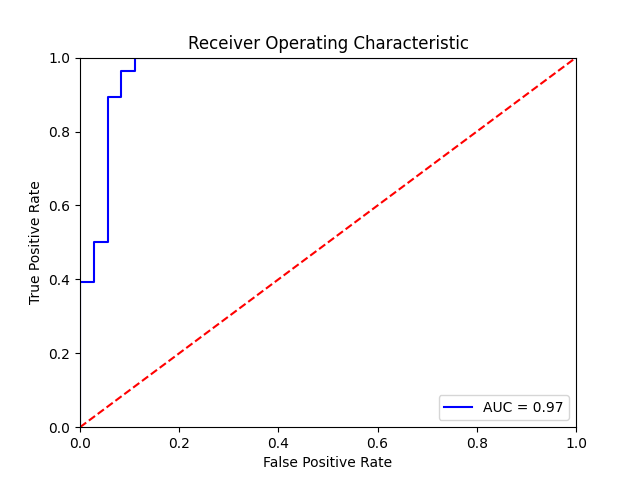 Receiver Operating Characteristic
True Positive Rate
1.0
0.8
0.6
0.4
0.2
0.0
AUC = 0.97
0.0 0.2 0.4 0.6 0.8 1.0
False Positive Rate